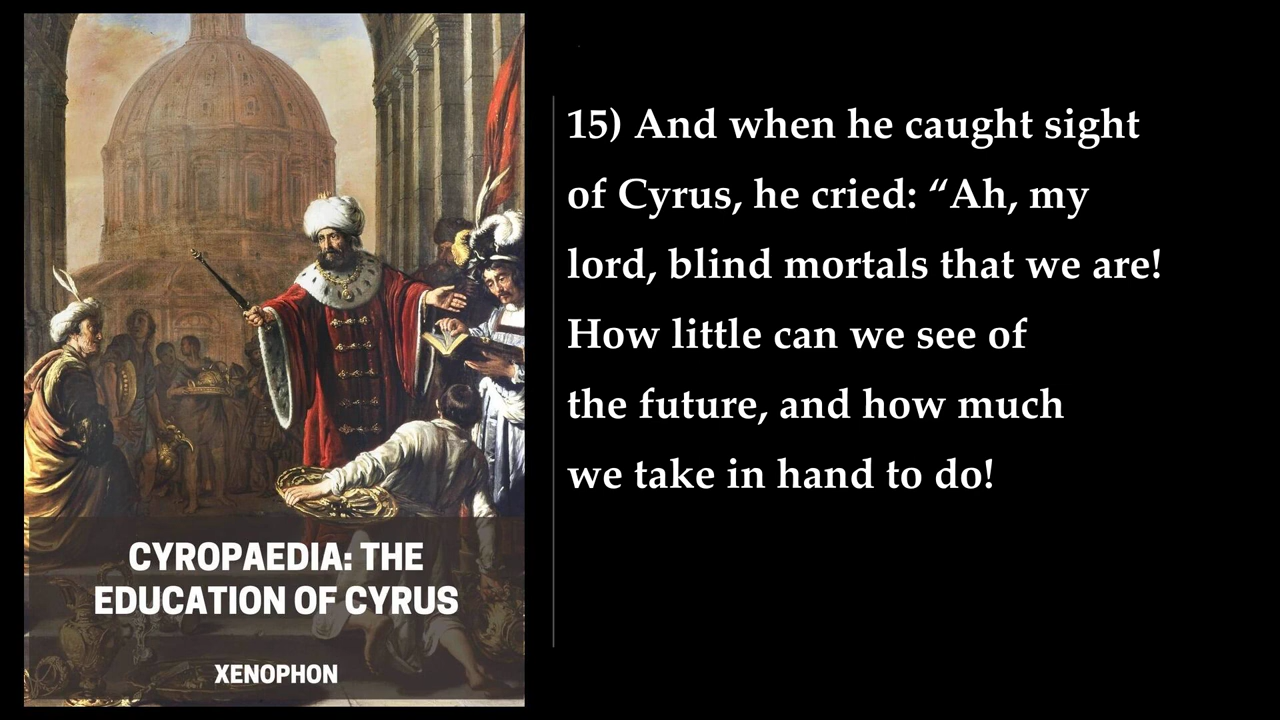 15) And when he caught sight
of Cyrus, he cried: “Ah, my
lord, blind mortals that we are!
How little can we see of
the future, and how much
we take in hand to do!
CYROPAEDIA: THE
EDUCATION OF CYRUS
XENOPHON